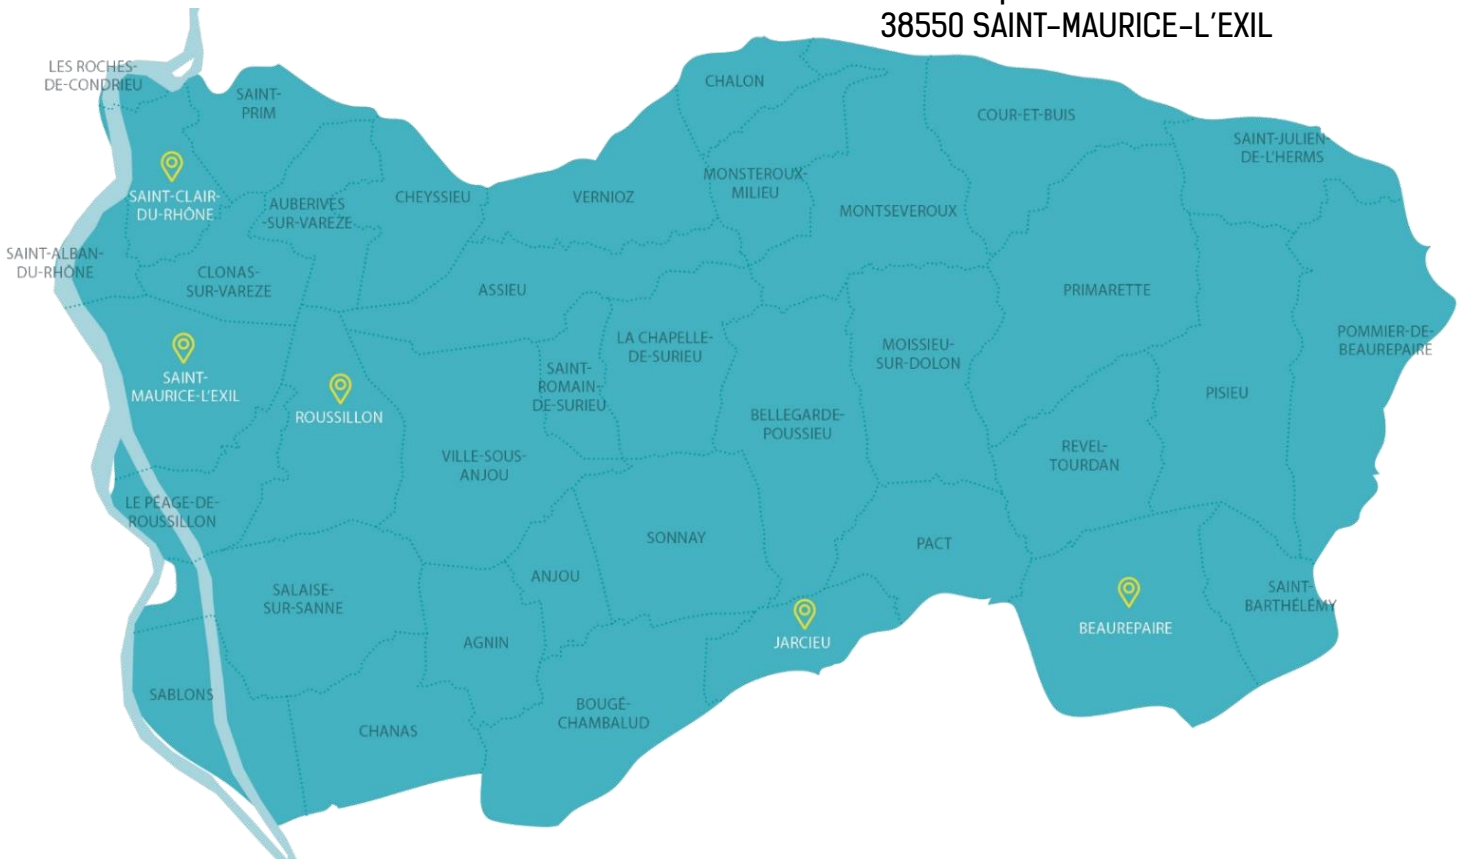 38550 SAINT-MAURICE-L'EXIL
LES ROCHES-
DE-CONDRIEU
SAINT-
PRIM
CHALON
COUR-ET-BUIS
SAINT-JULIEN-
DE-L'HERMS
SAINT-CLAIR-
DU-RHÔNE
AUBERIVES
-SUR-VAREZE
CHEYSSIEU
VERNIOZ
MONSTEROUX-
MILIEU
MONTSEVEROUX
SAINT-ALBAN-
DU-RHÔNE
CLONAS-
SUR-VAREZE
ASSIEU
PRIMARETTE
LA CHAPELLE-
DE-SURIEU
MOISSIEU-
SUR-DOLON
POMMIER-DE-
BEAUREPAIRE
SAINT-
MAURICE-L'EXIL
ROUSSILLON
SAINT-
ROMAIN-
DE-SURIEU
PISIEU
BELLEGARDE-
POUSSIEU
VILLE-SOUS-
ANJOU
REVEL-
TOURDAN
LE PÉAGE-DE-
ROUSSILLON
SONNAY
PACT
SALAISE-
SUR-SANNE
ANJOU
SAINT-
BARTHÉLÉMY
AGNIN
JARCIEU
BEAUREPAIRE
SABLONS
CHANAS
BOUGÉ-
CHAMBALUD